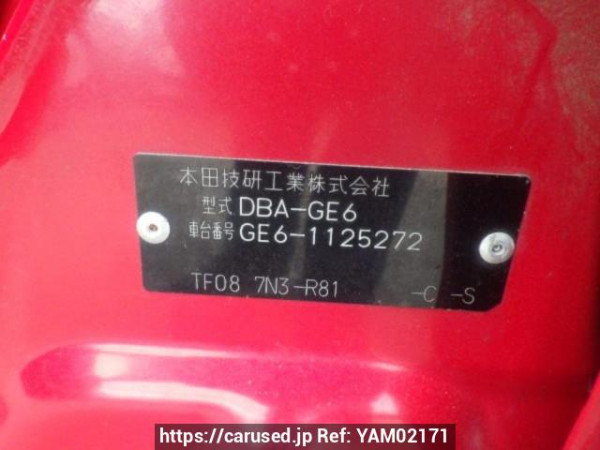 本田技研工業株式会社
型式 DBA-GE6
車台番号 GE6-1125272
TF08 7N3-R81 -C -S
https://carused.jp Ref: YAM02171